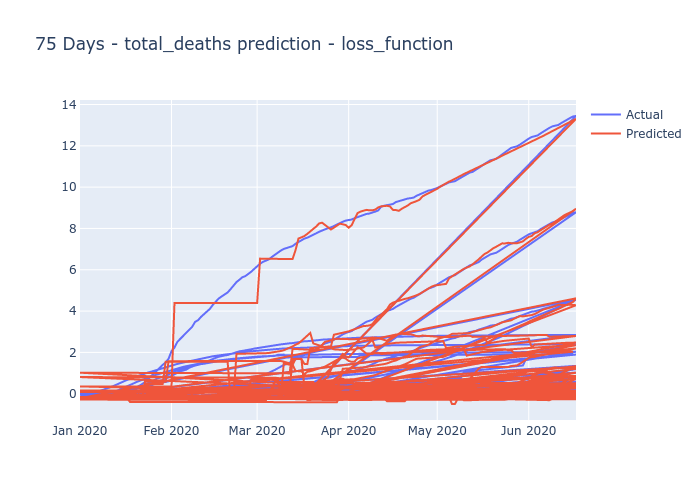 75 Days - total_deaths prediction - loss_function
14
12
10
8
6
4
2
0
Jan 2020
Feb 2020
Mar 2020
Apr 2020
May 2020
Jun 2020
Actual
Predicted